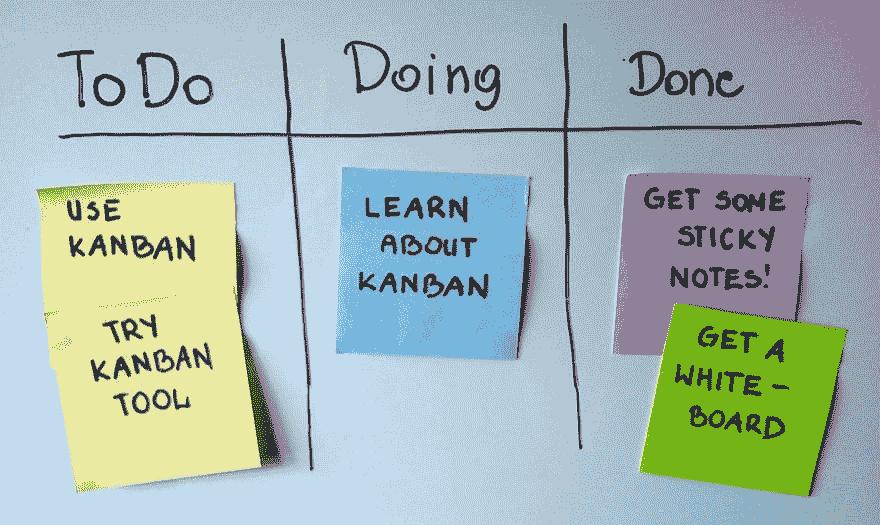 To Do
Doing
Done
USE
KANBAN
TRY
KANBAN
TOOL
LEARN
ABOUT
KANBAN
GET SOME
STICKY
NOTES!
GET A
WHITE-
BOARD